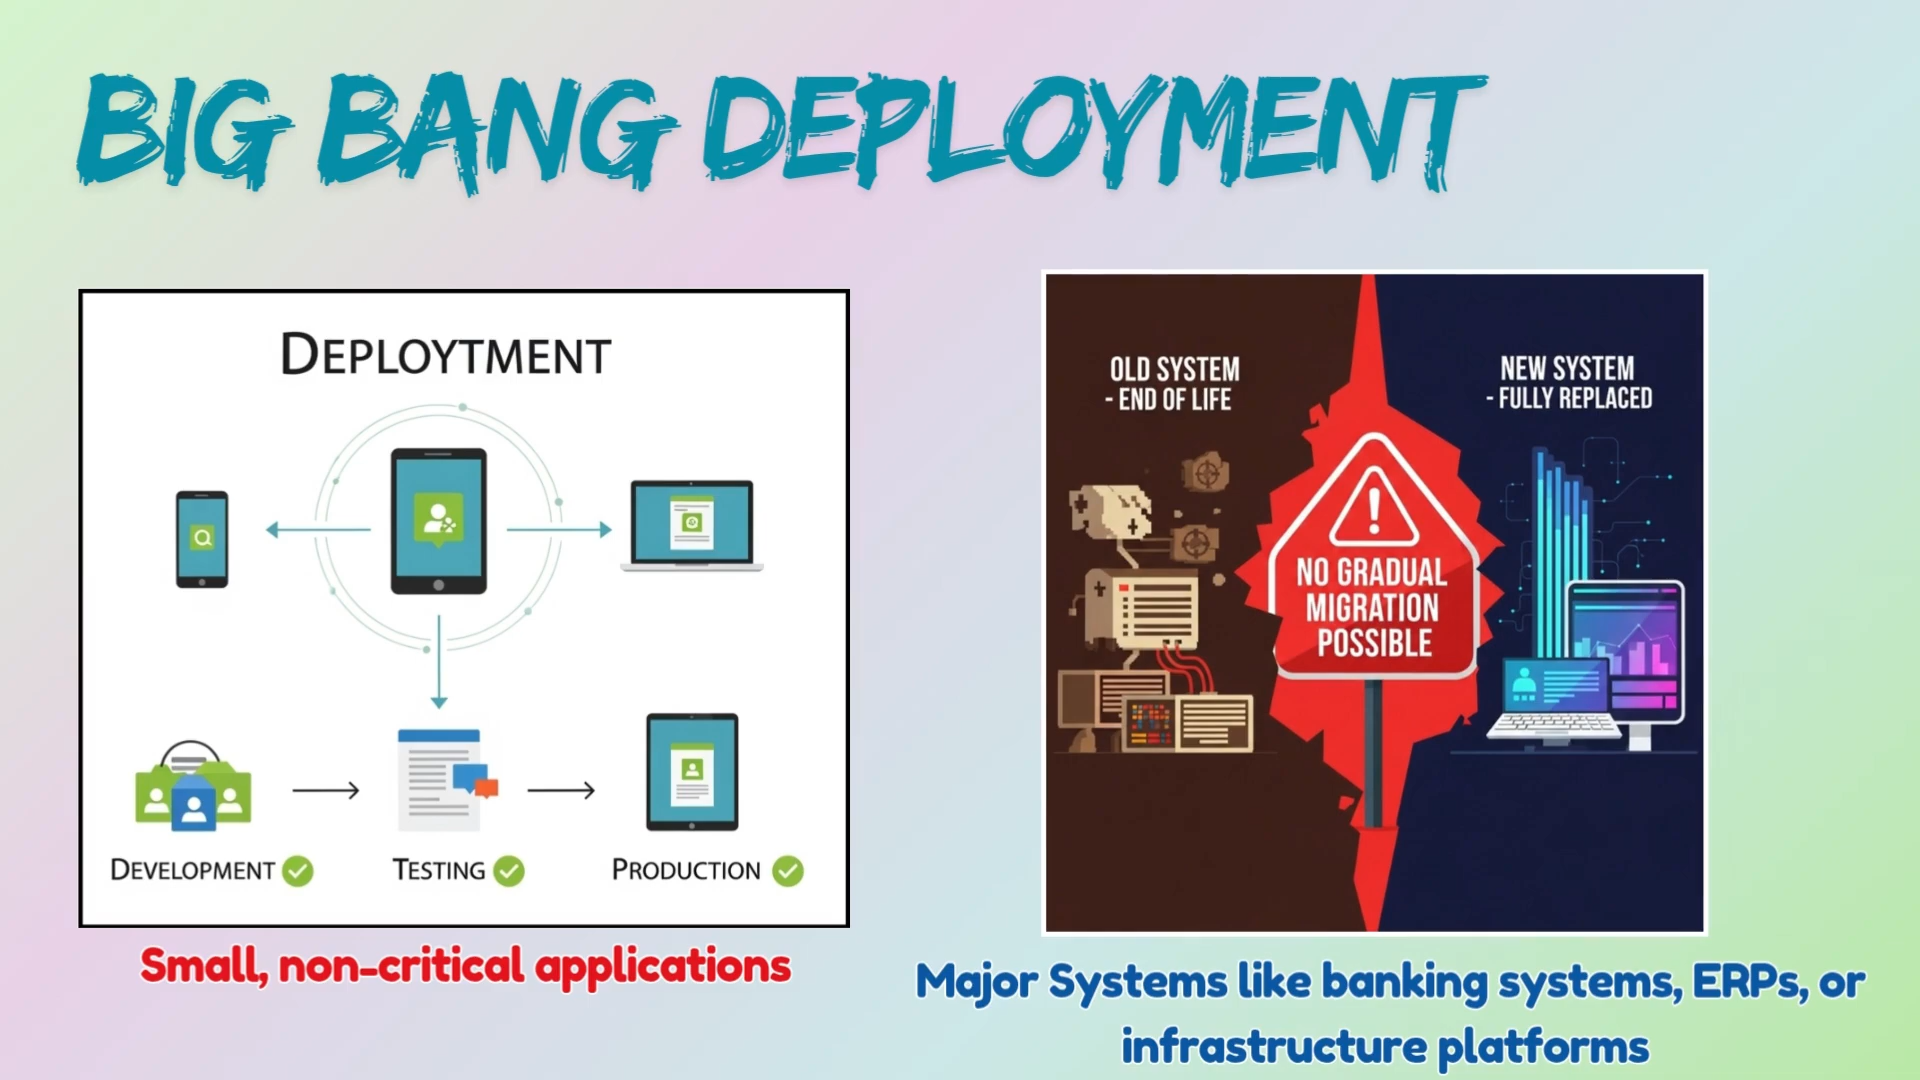 BIG BANG DEPLOYMENT
DEPLOYTMENT
DEVELOPMENT
TESTING
PRODUCTION
Small, non-critical applications
OLD SYSTEM
- END OF LIFE
NEW SYSTEM
- FULLY REPLACED
NO GRADUAL
MIGRATION
POSSIBLE
Major Systems like banking systems, ERPs, or
infrastructure platforms